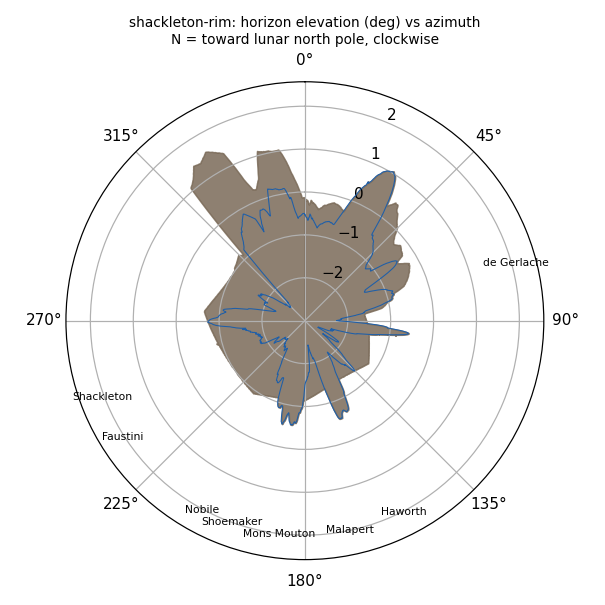 shackleton-rim: horizon elevation (deg) vs azimuth
N = toward lunar north pole, clockwise
0°
2
315°
45°
1
0
−1
de Gerlache
−2
270°
90°
Shackleton
Faustini
225°
135°
Nobile
Haworth
Shoemaker
Malapert
Mons Mouton
180°